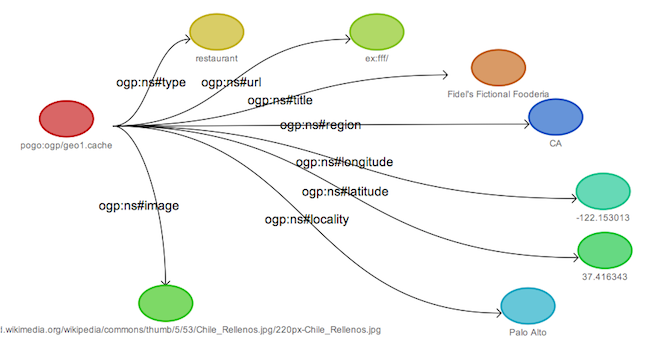 restaurant
ex:fff/
ogp:ns#type
ogp:ns#url
Fidel's Fictional Fooderia
ogp:ns#title
ogp:ns#region
pogo:ogp/geo1.cache
CA
ogp:ns#longitude
ogp:ns#latitude
ogp:ns#image
-122.153013
ogp:ns#locality
37.416343
t.wikimedia.org/wikipedia/commons/thumb/5/53/Chile_Rellenos.jpg/220px-Chile_Rellenos.jpg
Palo Alto